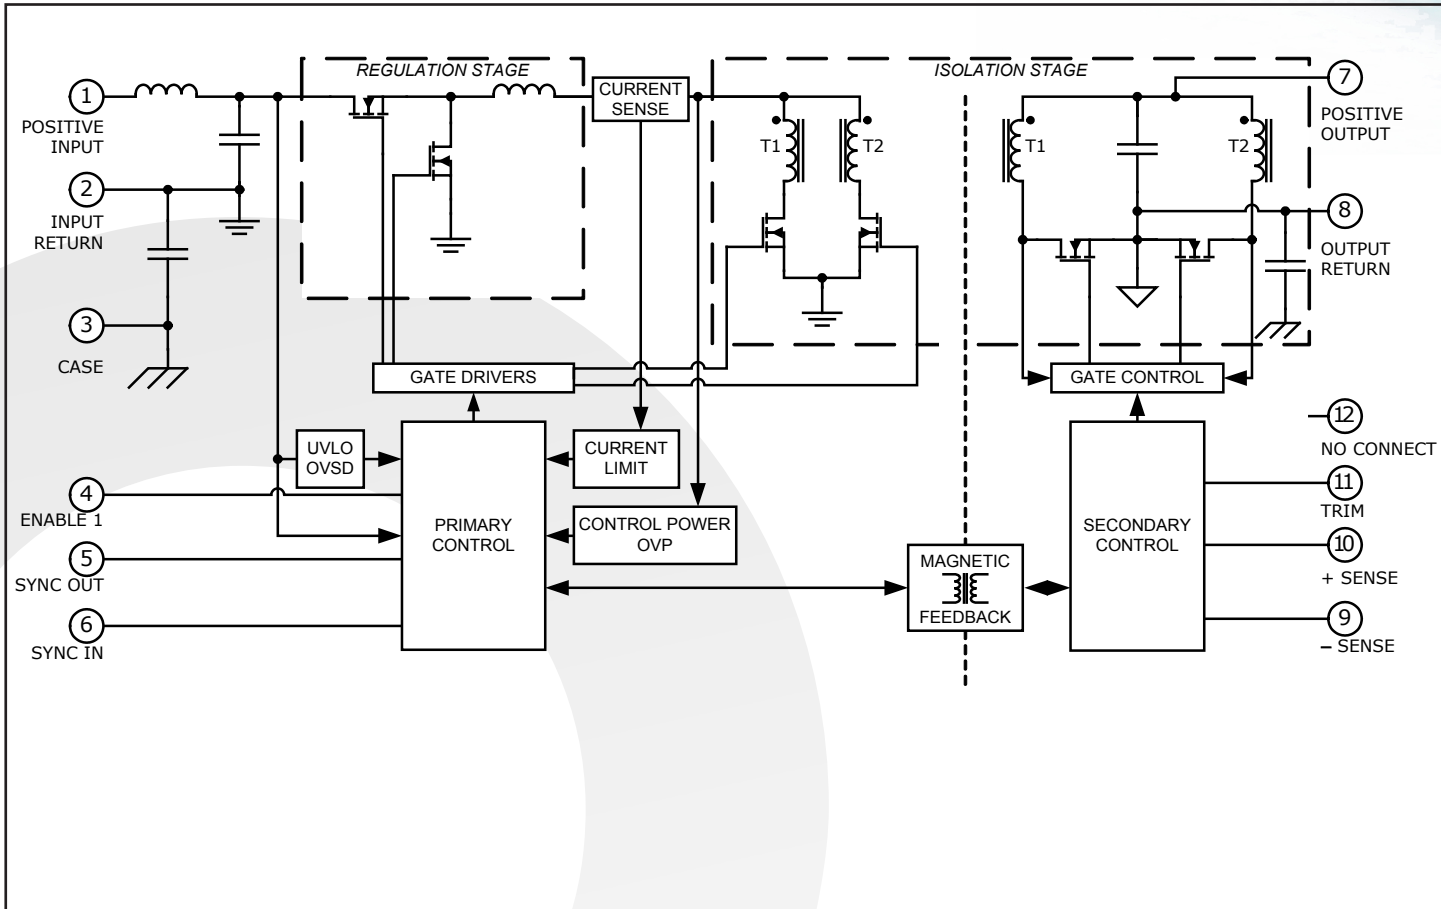 REGULATION STAGE
ISOLATION STAGE
1
POSITIVE
INPUT
CURRENT
SENSE
7
POSITIVE
OUTPUT
T1
T2
T1
T2
2
INPUT
RETURN
8
OUTPUT
RETURN
3
CASE
GATE DRIVERS
GATE CONTROL
12
NO CONNECT
UVLO
OVSD
CURRENT
LIMIT
4
ENABLE 1
11
TRIM
PRIMARY
CONTROL
CONTROL POWER
OVP
SECONDARY
CONTROL
5
SYNC OUT
10
+ SENSE
MAGNETIC
FEEDBACK
6
SYNC IN
9
– SENSE